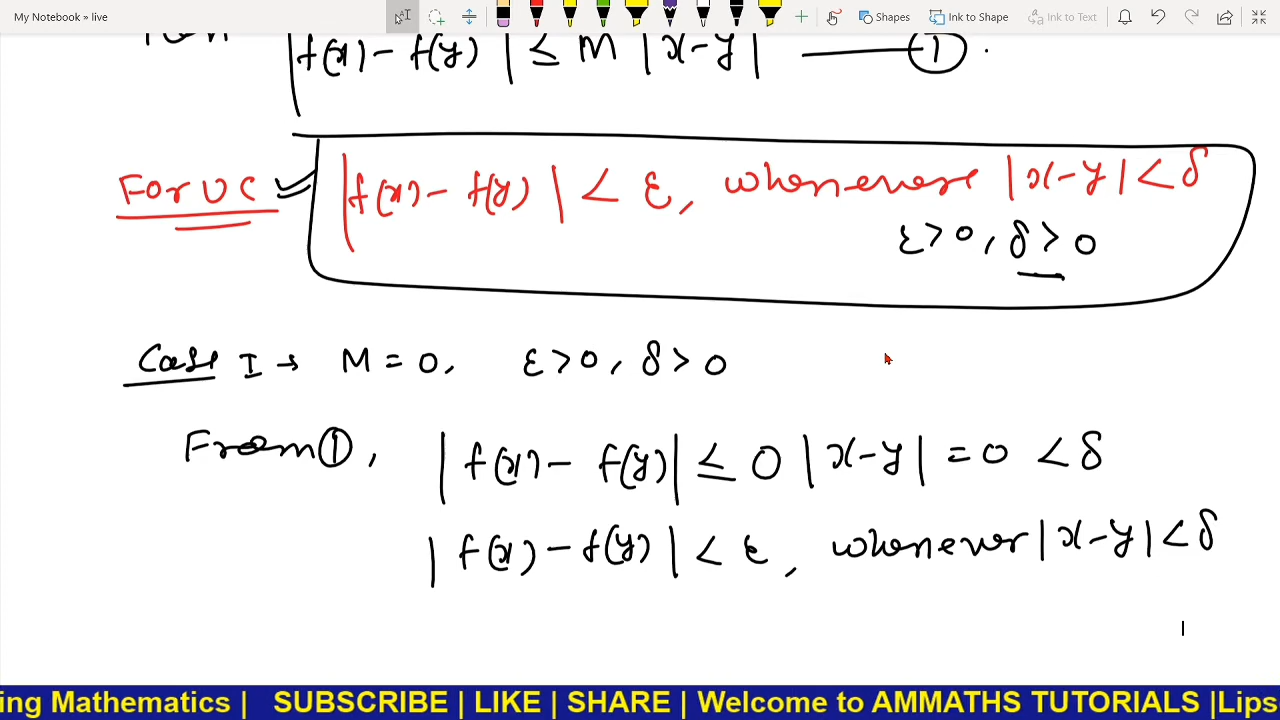 My Notebook » live
Shapes Ink to Shape Ink to Text
|f(x) - f(y)| ≤ M |x-y| —— ①.
For UC |f(x) - f(y)| < ε, whenevers |x-y| < δ
ε > 0, δ > 0
Case I → M = 0, ε > 0, δ > 0
From ①, |f(x) - f(y)| ≤ 0 |x-y| = 0 < δ
|f(x) - f(y)| < ε, whenever |x-y| < δ
ing Mathematics | SUBSCRIBE | LIKE | SHARE | Welcome to AMMATHS TUTORIALS |Lips